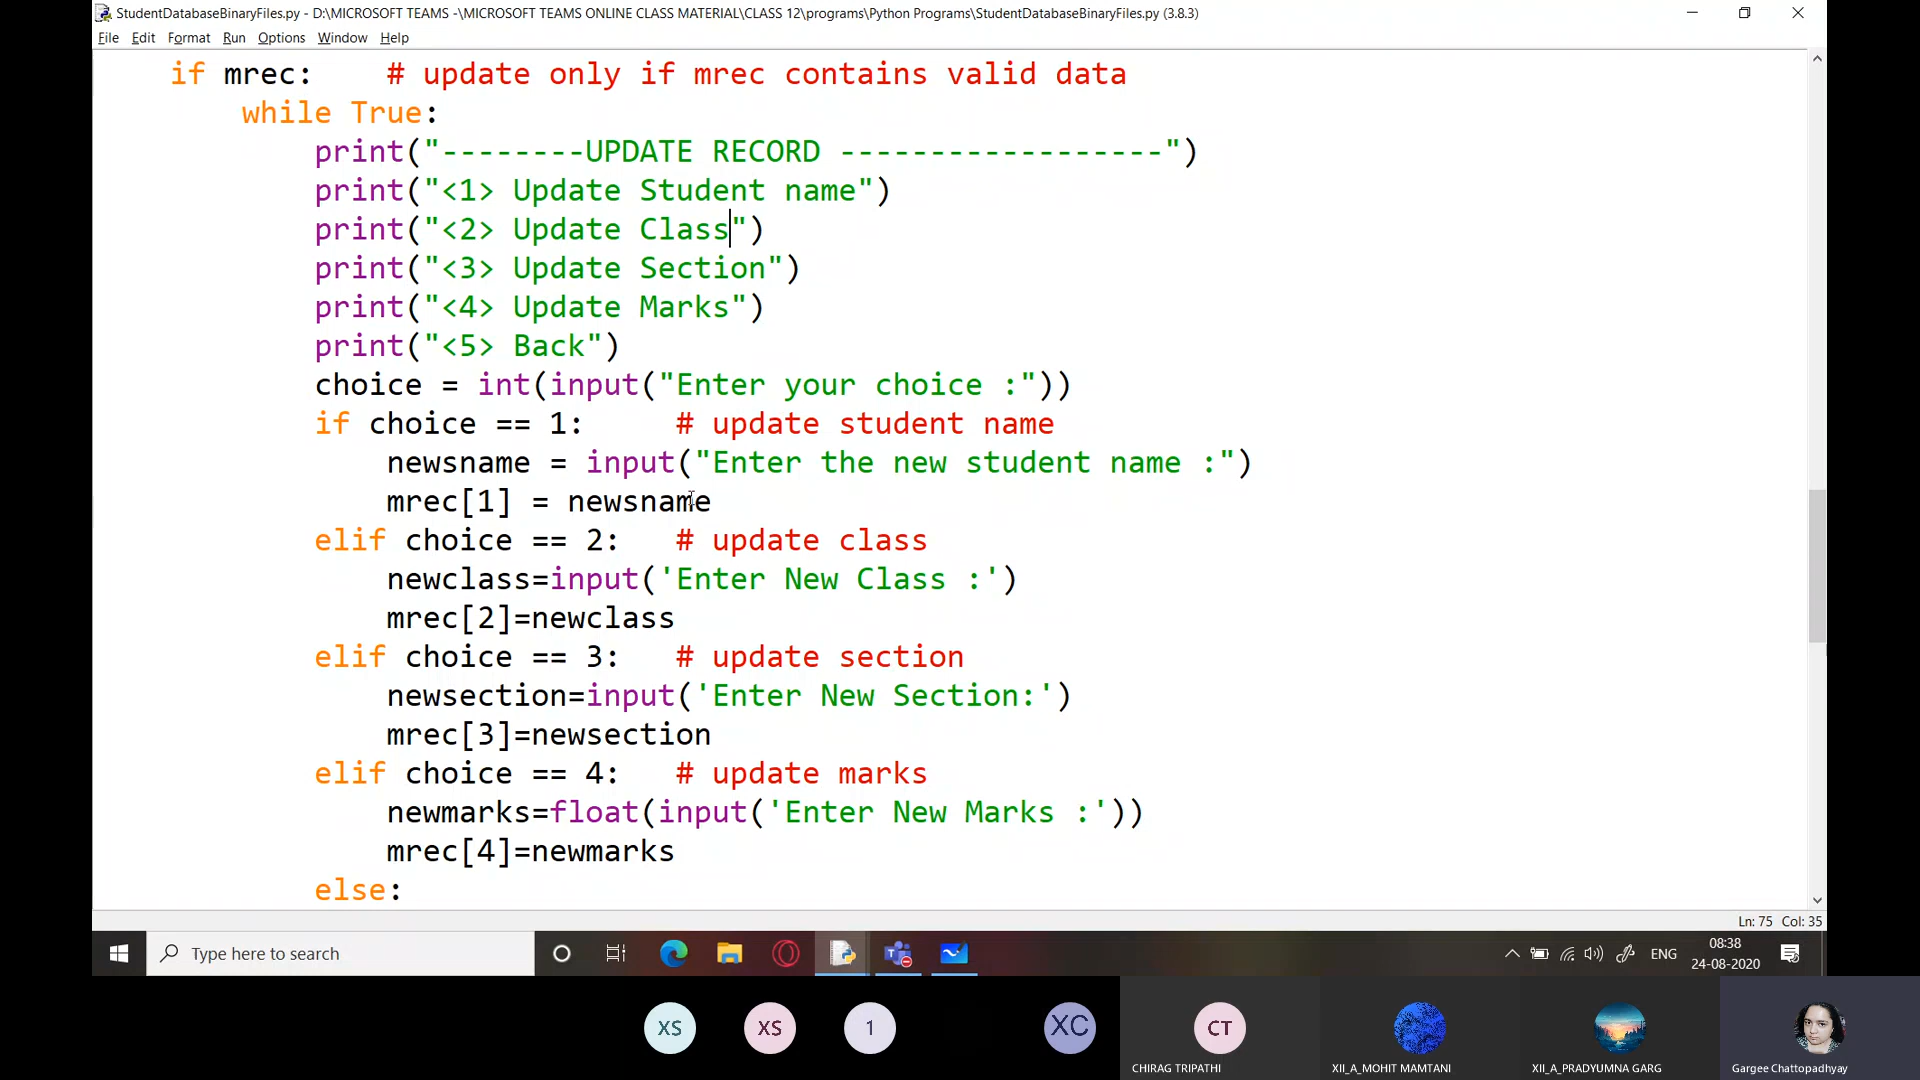 StudentDatabaseBinaryFiles.py - D:\MICROSOFT TEAMS -\MICROSOFT TEAMS ONLINE CLASS MATERIAL\CLASS 12\programs\Python Programs\StudentDatabaseBinaryFiles.py (3.8.3)
File Edit Format Run Options Window Help
if mrec:    # update only if mrec contains valid data
while True:
print("--------UPDATE RECORD ------------------")
print("<1> Update Student name")
print("<2> Update Class")
print("<3> Update Section")
print("<4> Update Marks")
print("<5> Back")
choice = int(input("Enter your choice :"))
if choice == 1:     # update student name
newsname = input("Enter the new student name :")
mrec[1] = newsname
elif choice == 2:   # update class
newclass=input('Enter New Class :')
mrec[2]=newclass
elif choice == 3:   # update section
newsection=input('Enter New Section:')
mrec[3]=newsection
elif choice == 4:   # update marks
newmarks=float(input('Enter New Marks :'))
mrec[4]=newmarks
else:
Ln: 75 Col: 35
Type here to search
ENG
08:38
24-08-2020
XS
XS
1
XC
CT
CHIRAG TRIPATHI
XII_A_MOHIT MAMTANI
XII_A_PRADYUMNA GARG
Gargee Chattopadhyay